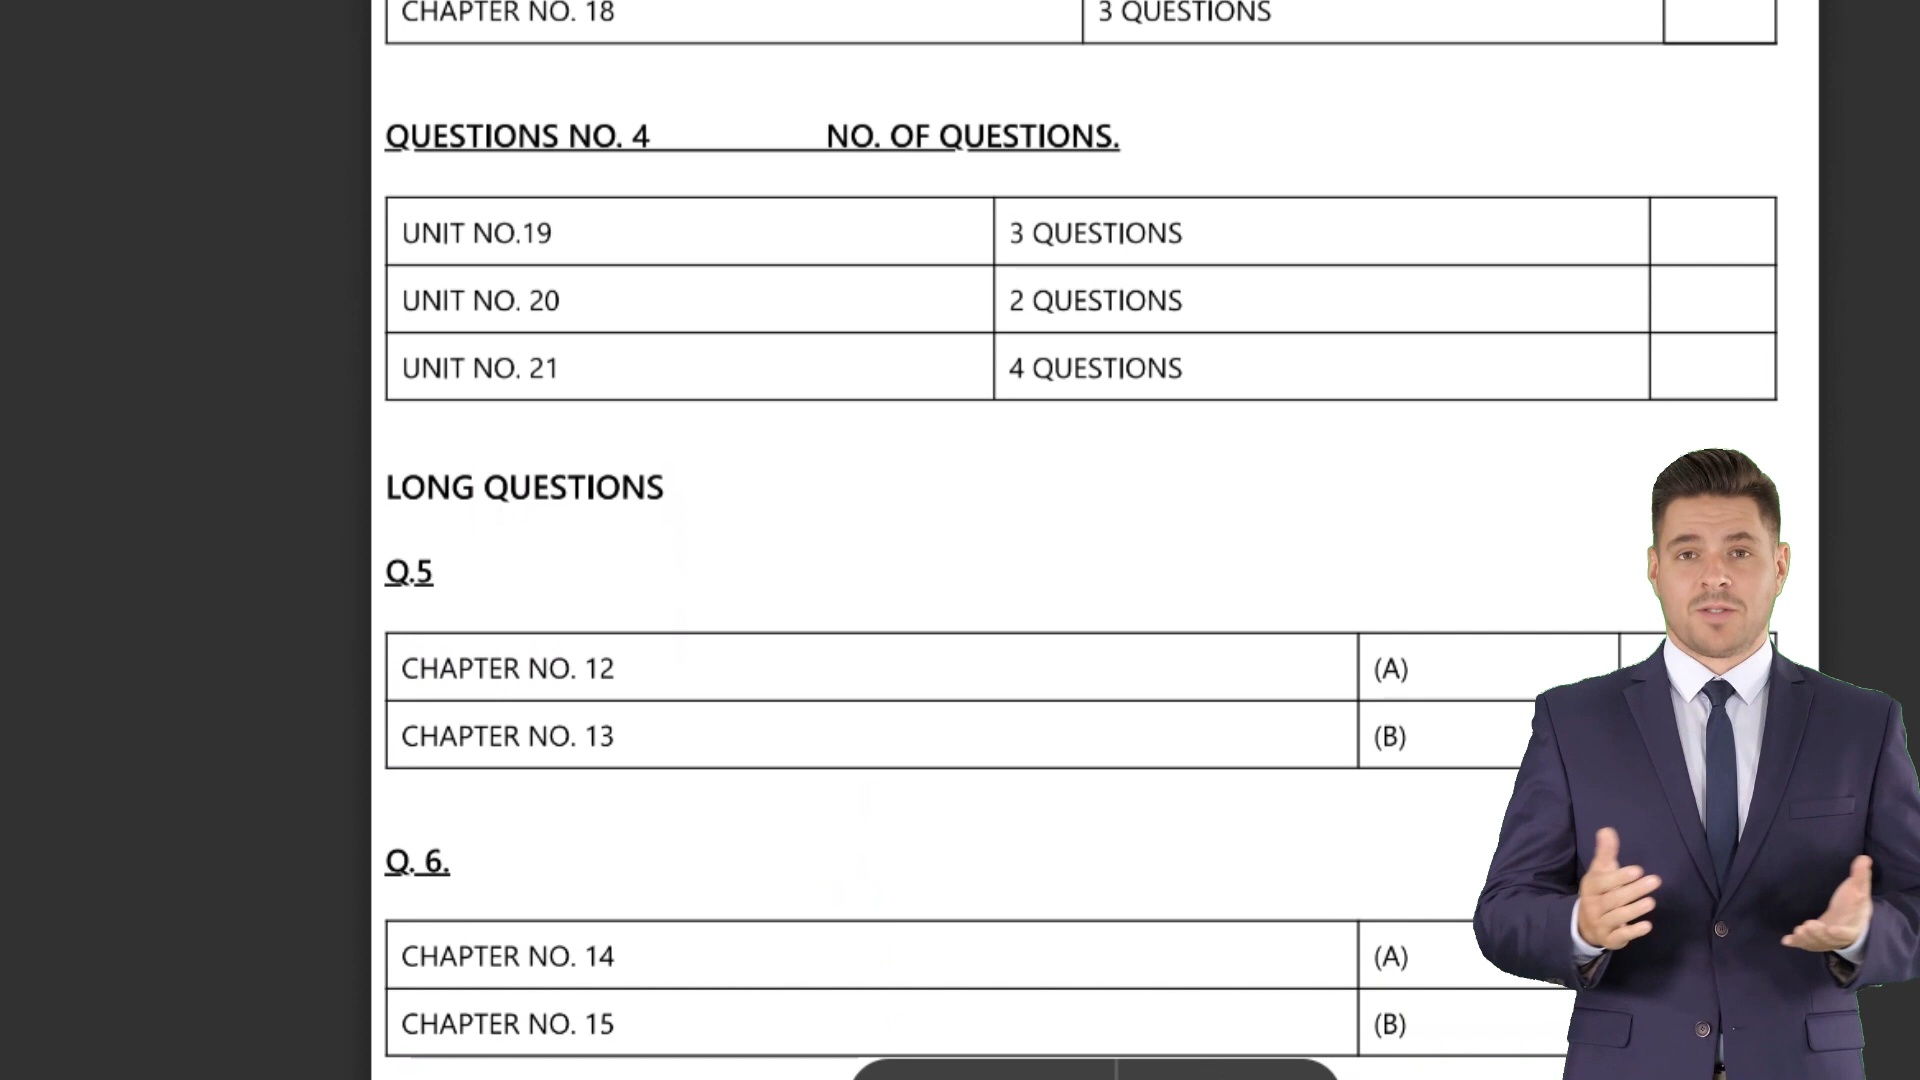 CHAPTER NO. 18 3 QUESTIONS
QUESTIONS NO. 4 NO. OF QUESTIONS.
UNIT NO.19 3 QUESTIONS
UNIT NO. 20 2 QUESTIONS
UNIT NO. 21 4 QUESTIONS
LONG QUESTIONS
Q.5
CHAPTER NO. 12 (A)
CHAPTER NO. 13 (B)
Q. 6.
CHAPTER NO. 14 (A)
CHAPTER NO. 15 (B)